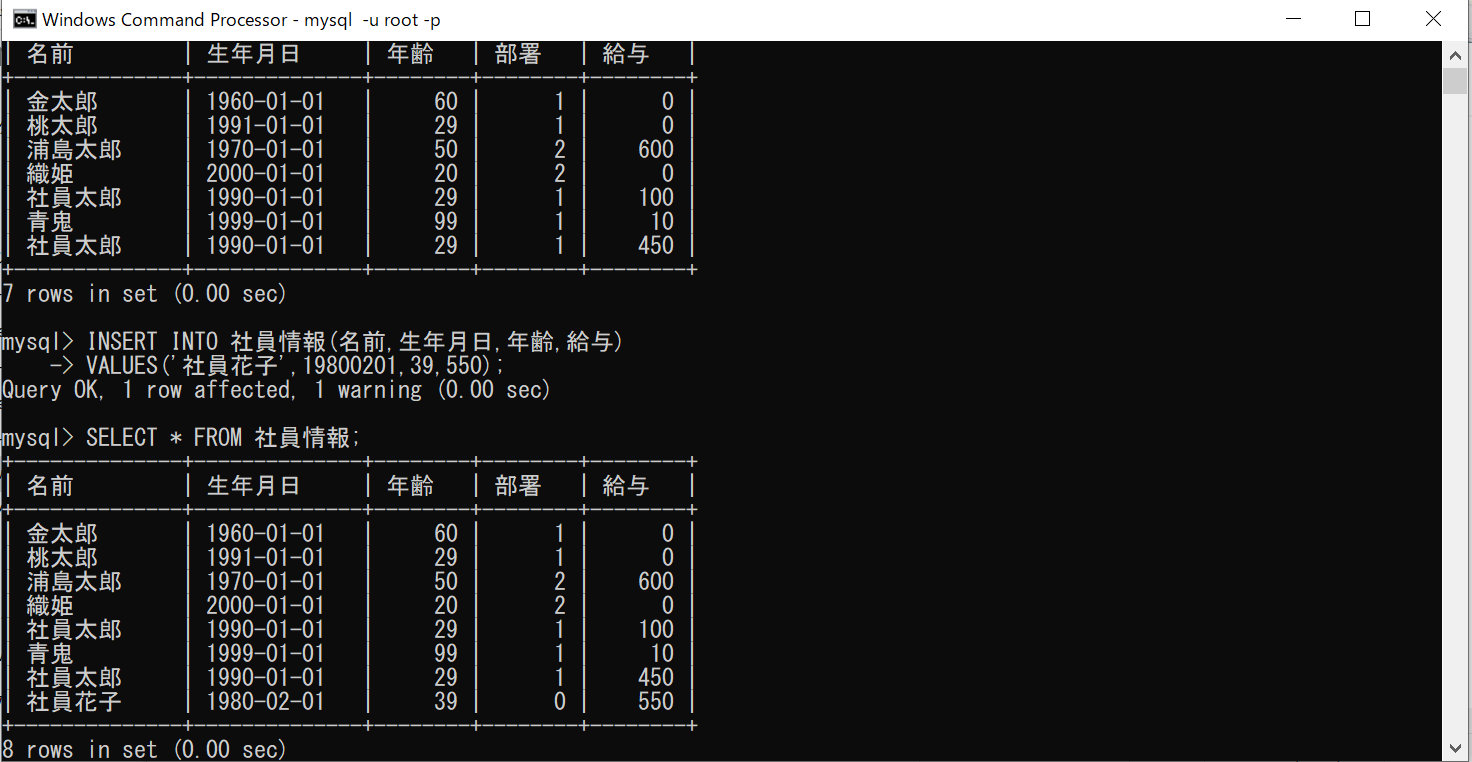 Windows Command Processor - mysql  -u root -p
| 名前         | 生年月日     | 年齢   | 部署   | 給与   |
+--------------+--------------+--------+--------+--------+
| 金太郎       | 1960-01-01   |     60 |      1 |      0 |
| 桃太郎       | 1991-01-01   |     29 |      1 |      0 |
| 浦島太郎     | 1970-01-01   |     50 |      2 |    600 |
| 織姫         | 2000-01-01   |     20 |      2 |      0 |
| 社員太郎     | 1990-01-01   |     29 |      1 |    100 |
| 青鬼         | 1999-01-01   |     99 |      1 |     10 |
| 社員太郎     | 1990-01-01   |     29 |      1 |    450 |
+--------------+--------------+--------+--------+--------+
7 rows in set (0.00 sec)
mysql> INSERT INTO 社員情報(名前,生年月日,年齢,給与)
    -> VALUES('社員花子',19800201,39,550);
Query OK, 1 row affected, 1 warning (0.00 sec)
mysql> SELECT * FROM 社員情報;
+--------------+--------------+--------+--------+--------+
| 名前         | 生年月日     | 年齢   | 部署   | 給与   |
+--------------+--------------+--------+--------+--------+
| 金太郎       | 1960-01-01   |     60 |      1 |      0 |
| 桃太郎       | 1991-01-01   |     29 |      1 |      0 |
| 浦島太郎     | 1970-01-01   |     50 |      2 |    600 |
| 織姫         | 2000-01-01   |     20 |      2 |      0 |
| 社員太郎     | 1990-01-01   |     29 |      1 |    100 |
| 青鬼         | 1999-01-01   |     99 |      1 |     10 |
| 社員太郎     | 1990-01-01   |     29 |      1 |    450 |
| 社員花子     | 1980-02-01   |     39 |      0 |    550 |
+--------------+--------------+--------+--------+--------+
8 rows in set (0.00 sec)